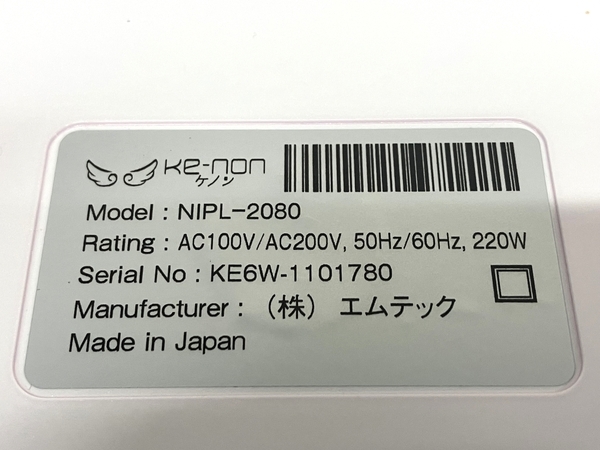 ke-non
ケノン
Model : NIPL-2080
Rating : AC100V/AC200V, 50Hz/60Hz, 220W
Serial No : KE6W-1101780
Manufacturer : （株） エムテック
Made in Japan